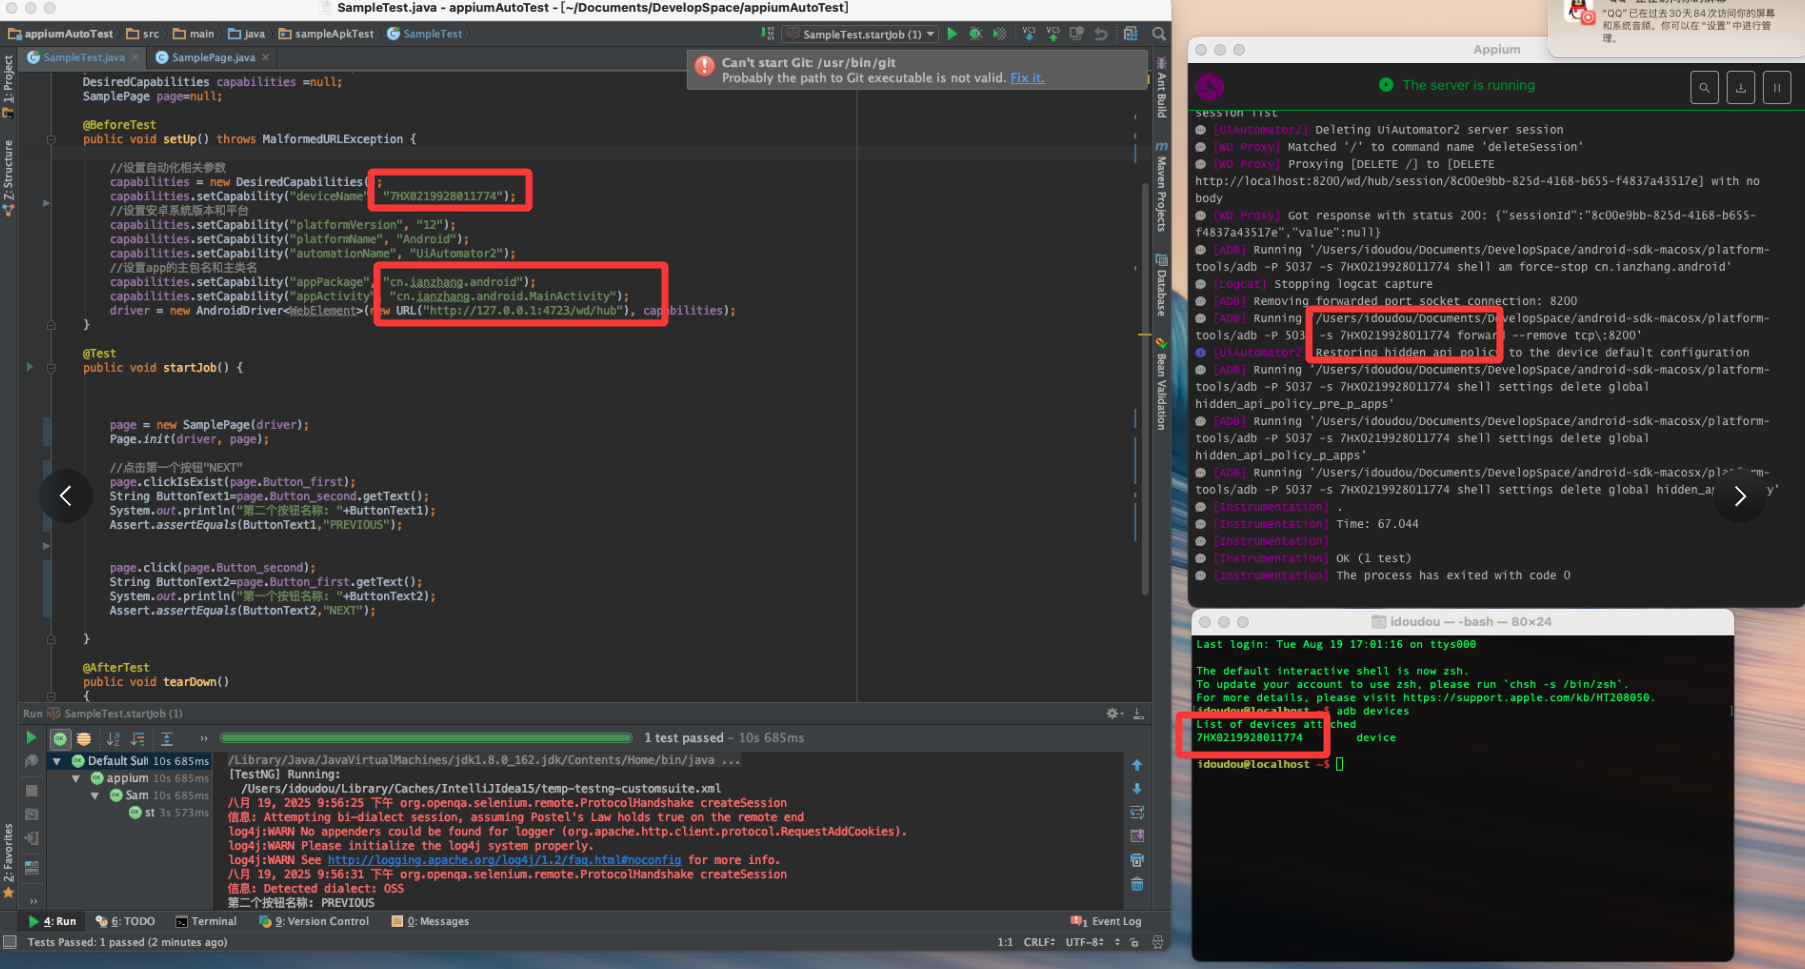 SampleTest.java - appiumAutoTest - [~/Documents/DevelopSpace/appiumAutoTest]
appiumAutoTest
src
main
java
sampleApkTest
SampleTest
SampleTest.startJob (1)
VCS
VCS
SampleTest.java
SamplePage.java
Can't start Git: /usr/bin/git
Probably the path to Git executable is not valid. Fix it.
1: Project
Z: Structure
2: Favorites
Ant Build
Maven Projects
Database
Bean Validation
DesiredCapabilities capabilities =null;
SamplePage page=null;
@BeforeTest
public void setUp() throws MalformedURLException {
//设置自动化相关参数
capabilities = new DesiredCapabilities();
capabilities.setCapability("deviceName", "7HX0219928011774");
//设置安卓系统版本和平台
capabilities.setCapability("platformVersion", "12");
capabilities.setCapability("platformName", "Android");
capabilities.setCapability("automationName", "UiAutomator2");
//设置app的主包名和主类名
capabilities.setCapability("appPackage", "cn.ianzhang.android");
capabilities.setCapability("appActivity", "cn.ianzhang.android.MainActivity");
driver = new AndroidDriver<WebElement>(new URL("http://127.0.0.1:4723/wd/hub"), capabilities);
}
@Test
public void startJob() {
page = new SamplePage(driver);
Page.init(driver, page);
//点击第一个按钮"NEXT"
page.clickIsExist(page.Button_first);
String ButtonText1=page.Button_second.getText();
System.out.println("第二个按钮名称: "+ButtonText1);
Assert.assertEquals(ButtonText1,"PREVIOUS");
page.click(page.Button_second);
String ButtonText2=page.Button_first.getText();
System.out.println("第一个按钮名称: "+ButtonText2);
Assert.assertEquals(ButtonText2,"NEXT");
}
@AfterTest
public void tearDown()
{
Run SampleTest.startJob (1)
1 test passed – 10s 685ms
Default Suit 10s 685ms
appium 10s 685ms
Sam 10s 685ms
st 3s 573ms
/Library/Java/JavaVirtualMachines/jdk1.8.0_162.jdk/Contents/Home/bin/java ...
[TestNG] Running:
/Users/idoudou/Library/Caches/IntelliJIdea15/temp-testng-customsuite.xml
八月 19, 2025 9:56:25 下午 org.openqa.selenium.remote.ProtocolHandshake createSession
信息: Attempting bi-dialect session, assuming Postel's Law holds true on the remote end
log4j:WARN No appenders could be found for logger (org.apache.http.client.protocol.RequestAddCookies).
log4j:WARN Please initialize the log4j system properly.
log4j:WARN See http://logging.apache.org/log4j/1.2/faq.html#noconfig for more info.
八月 19, 2025 9:56:31 下午 org.openqa.selenium.remote.ProtocolHandshake createSession
信息: Detected dialect: OSS
第二个按钮名称: PREVIOUS
4: Run
6: TODO
Terminal
9: Version Control
0: Messages
1 Event Log
Tests Passed: 1 passed (2 minutes ago)
1:1 CRLF UTF-8
"QQ"已在过去30天84次访问你的屏幕
和系统音频。你可以在"设置"中进行管
理。
Appium
The server is running
session list
[UiAutomator2] Deleting UiAutomator2 server session
[WD Proxy] Matched '/' to command name 'deleteSession'
[WD Proxy] Proxying [DELETE /] to [DELETE
http://localhost:8200/wd/hub/session/8c00e9bb-825d-4168-b655-f4837a43517e] with no
body
[WD Proxy] Got response with status 200: {"sessionId":"8c00e9bb-825d-4168-b655-
f4837a43517e","value":null}
[ADB] Running '/Users/idoudou/Documents/DevelopSpace/android-sdk-macosx/platform-
tools/adb -P 5037 -s 7HX0219928011774 shell am force-stop cn.ianzhang.android'
[Logcat] Stopping logcat capture
[ADB] Removing forwarded port socket connection: 8200
[ADB] Running '/Users/idoudou/Documents/DevelopSpace/android-sdk-macosx/platform-
tools/adb -P 5037 -s 7HX0219928011774 forward --remove tcp\:8200'
[UiAutomator2] Restoring hidden api policy to the device default configuration
[ADB] Running '/Users/idoudou/Documents/DevelopSpace/android-sdk-macosx/platform-
tools/adb -P 5037 -s 7HX0219928011774 shell settings delete global
hidden_api_policy_pre_p_apps'
[ADB] Running '/Users/idoudou/Documents/DevelopSpace/android-sdk-macosx/platform-
tools/adb -P 5037 -s 7HX0219928011774 shell settings delete global
hidden_api_policy_p_apps'
[ADB] Running '/Users/idoudou/Documents/DevelopSpace/android-sdk-macosx/platform-
tools/adb -P 5037 -s 7HX0219928011774 shell settings delete global
[Instrumentation] .
[Instrumentation] Time: 67.044
[Instrumentation]
[Instrumentation] OK (1 test)
[Instrumentation] The process has exited with code 0
idoudou — -bash — 80×24
Last login: Tue Aug 19 17:01:16 on ttys000
The default interactive shell is now zsh.
To update your account to use zsh, please run `chsh -s /bin/zsh`.
For more details, please visit https://support.apple.com/kb/HT208050.
idoudou@localhost ~$ adb devices
List of devices attached
7HX0219928011774 device
idoudou@localhost ~$